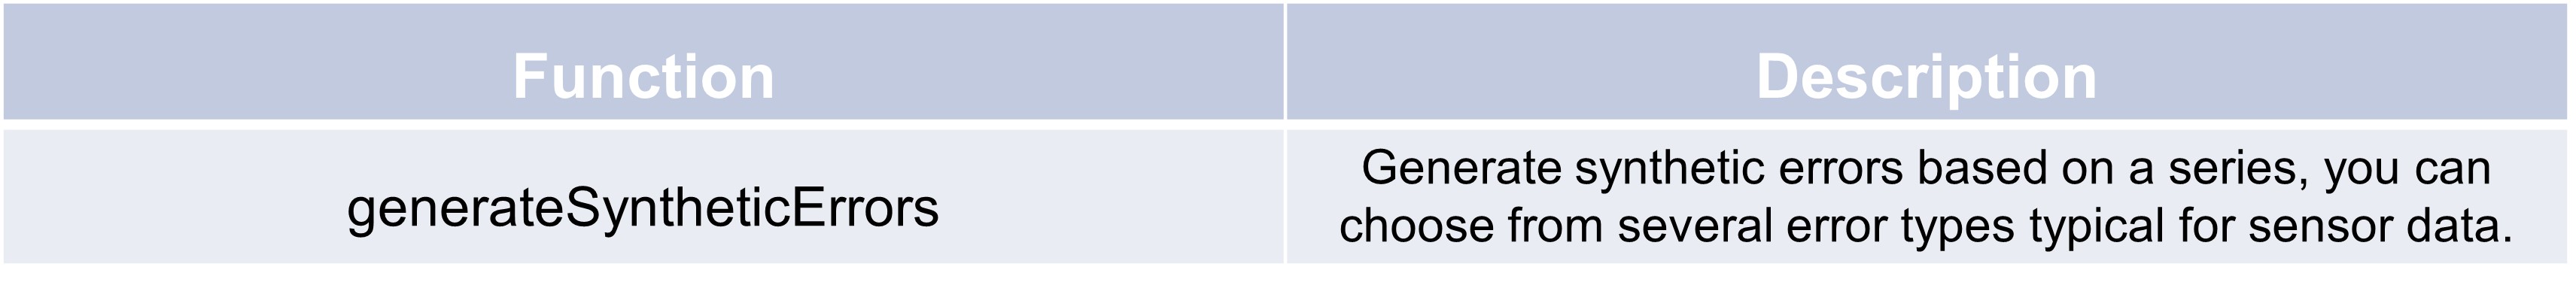 Function
Description
generateSyntheticErrors
Generate synthetic errors based on a series, you can
choose from several error types typical for sensor data.